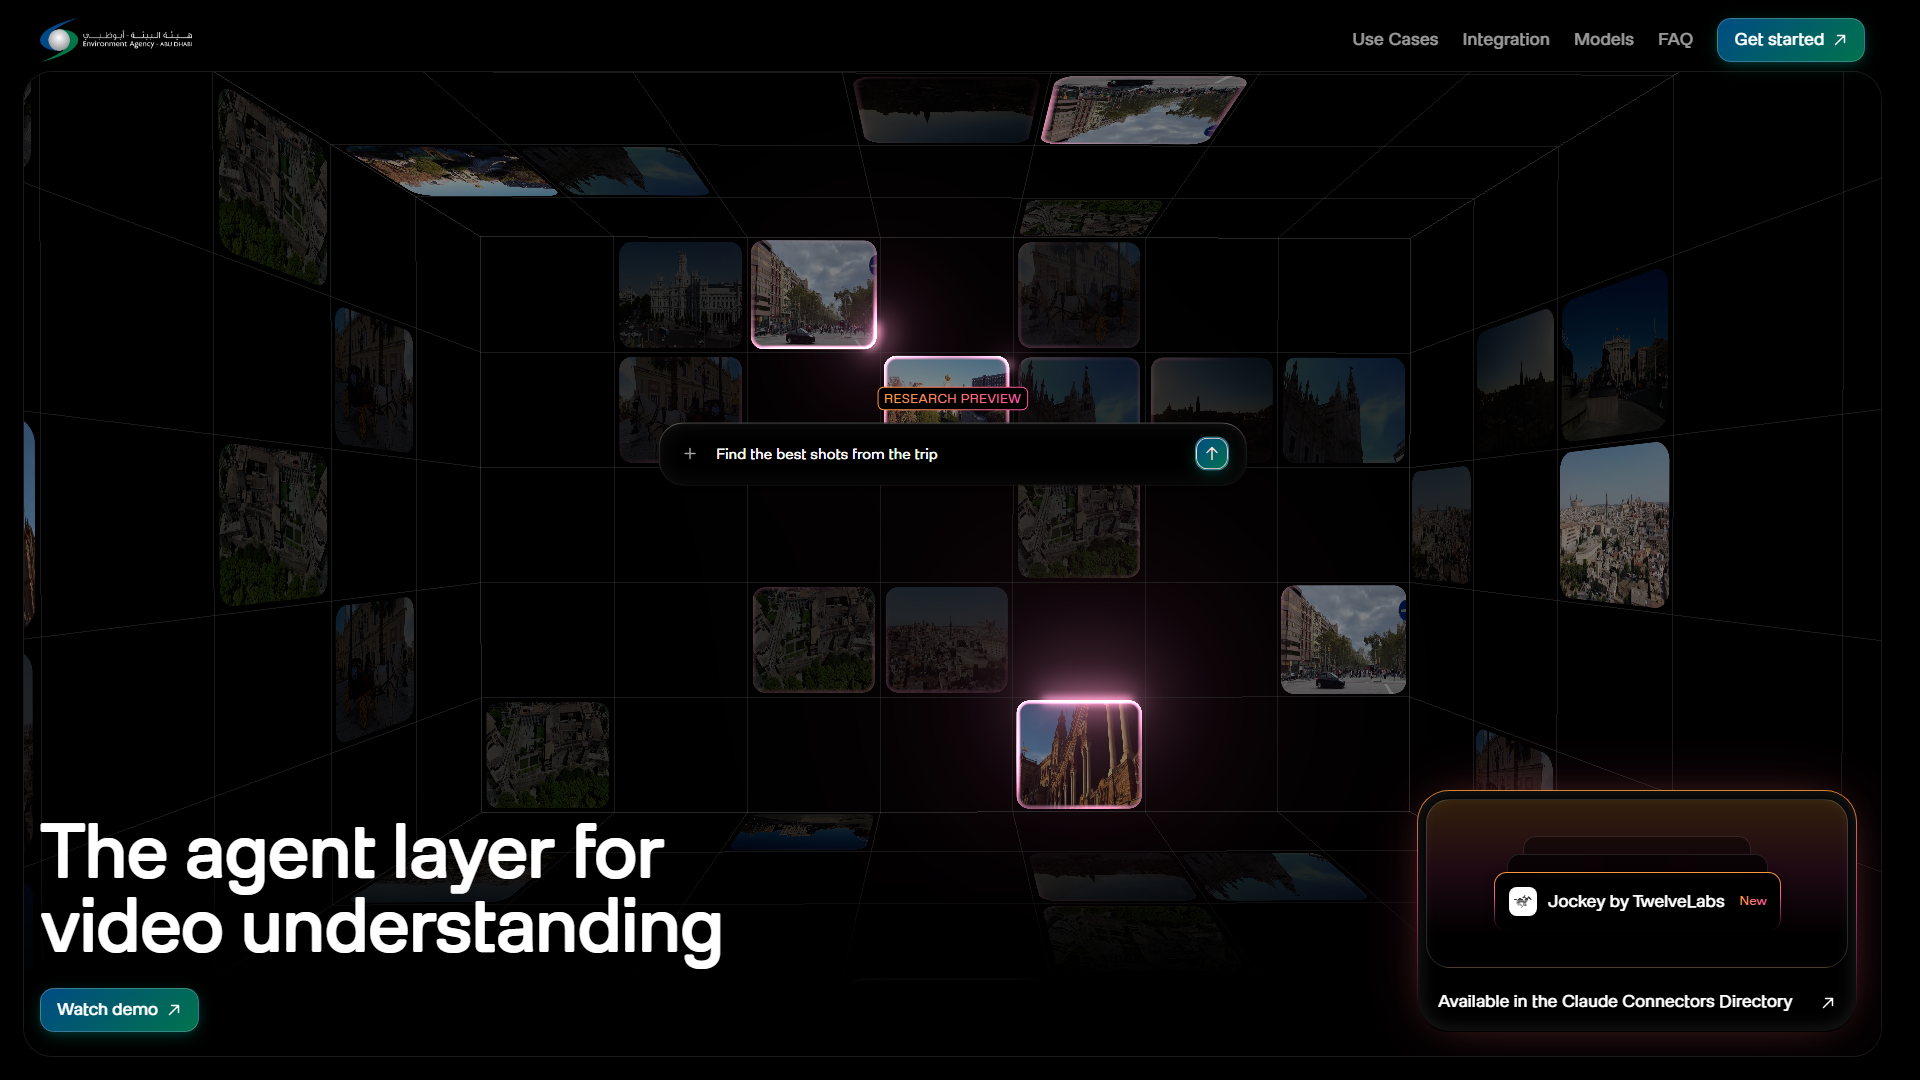 هيئة البيئة - أبوظبي
Environment Agency - ABU DHABI
Use Cases
Integration
Models
FAQ
Get started
RESEARCH PREVIEW
Find the best shots from the trip
The agent layer for
video understanding
Watch demo
Jockey by TwelveLabs
New
Available in the Claude Connectors Directory